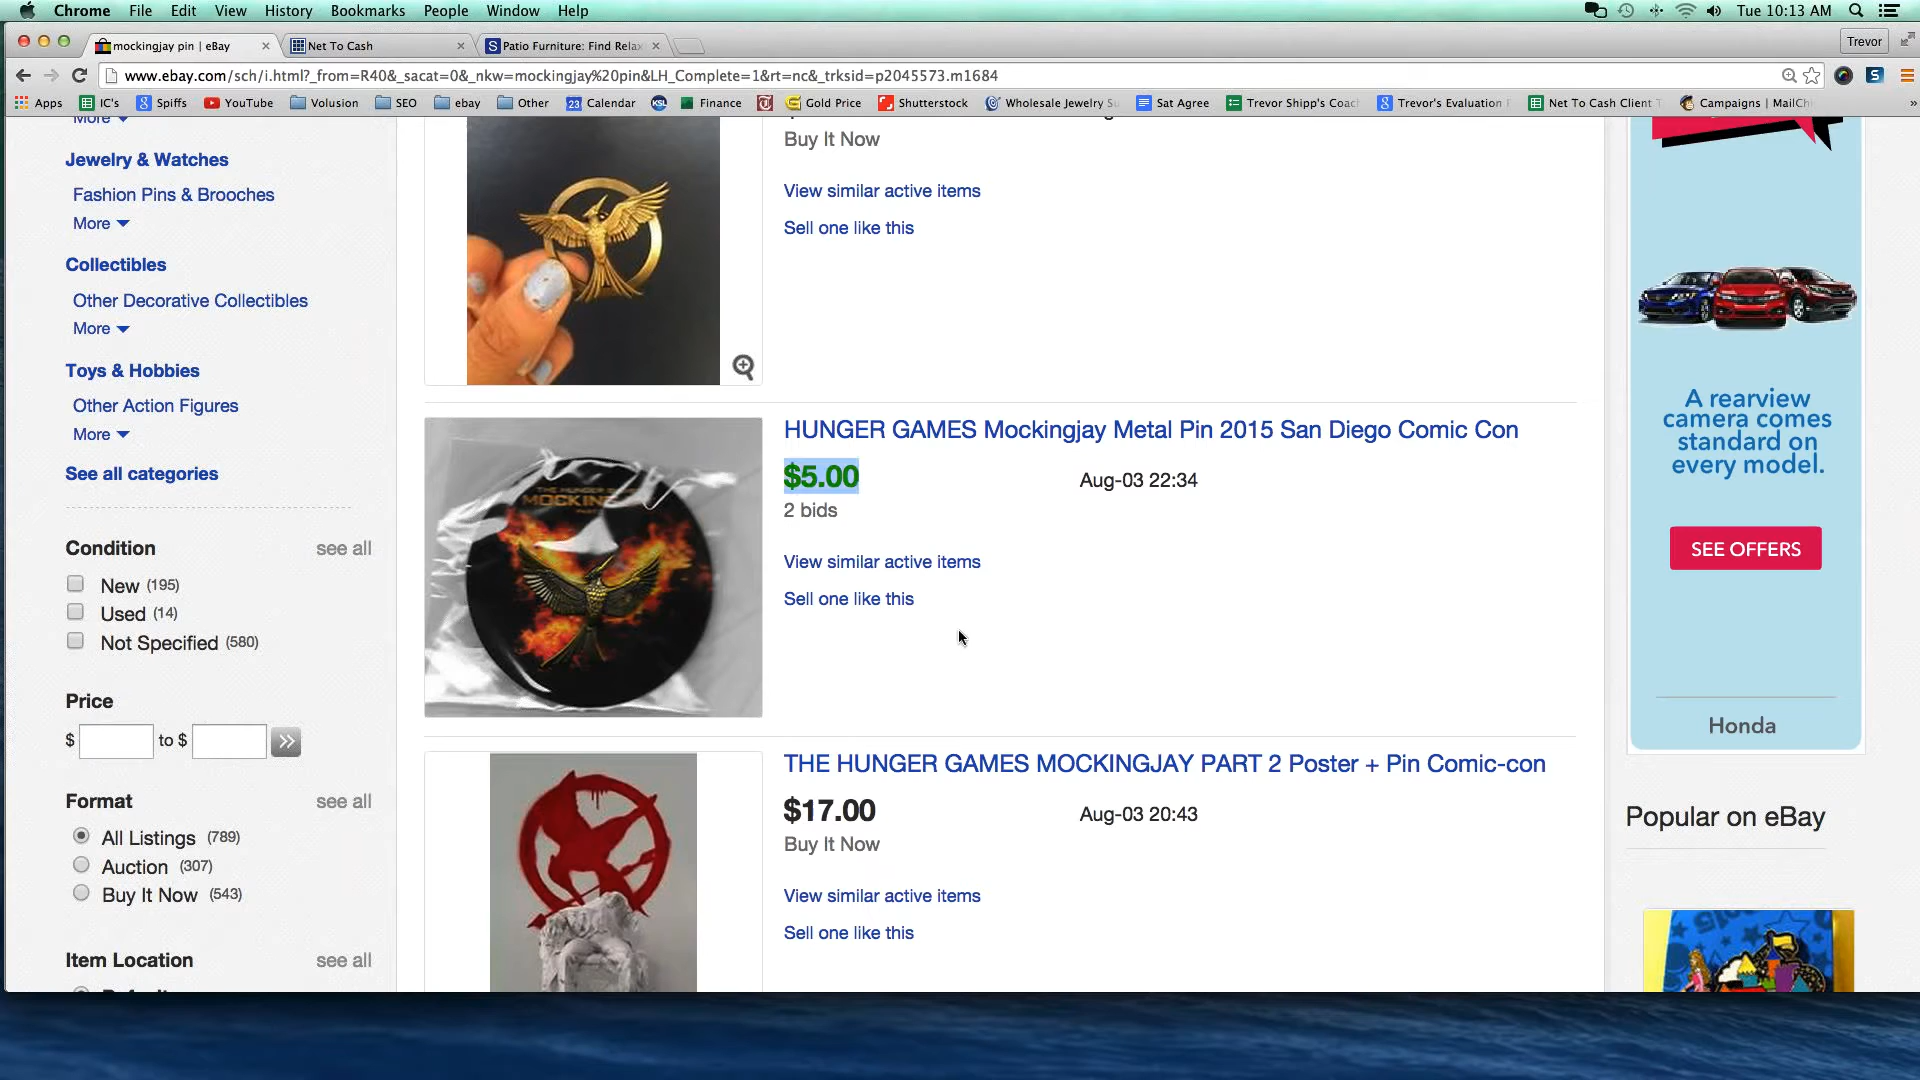 Chrome File Edit View History Bookmarks People Window Help Tue 10:13 AM
mockingjay pin | eBay Net To Cash Patio Furniture: Find Relax Trevor
www.ebay.com/sch/i.html?_from=R40&_sacat=0&_nkw=mockingjay%20pin&LH_Complete=1&rt=nc&_trksid=p2045573.m1684
Apps IC's Spiffs YouTube Volusion SEO ebay Other 23 Calendar KSL Finance Gold Price Shutterstock Wholesale Jewelry Su Sat Agree Trevor Shipp's Coach Trevor's Evaluation Net To Cash Client T Campaigns | MailChi »
More
Jewelry & Watches
Fashion Pins & Brooches
More
Collectibles
Other Decorative Collectibles
More
Toys & Hobbies
Other Action Figures
More
See all categories
Condition see all
New (195)
Used (14)
Not Specified (580)
Price
$ to $
Format see all
All Listings (789)
Auction (307)
Buy It Now (543)
Item Location see all
Buy It Now
View similar active items
Sell one like this
HUNGER GAMES Mockingjay Metal Pin 2015 San Diego Comic Con
$5.00 Aug-03 22:34
2 bids
View similar active items
Sell one like this
THE HUNGER GAMES MOCKINGJAY PART 2 Poster + Pin Comic-con
$17.00 Aug-03 20:43
Buy It Now
View similar active items
Sell one like this
A rearview
camera comes
standard on
every model.
SEE OFFERS
Honda
Popular on eBay